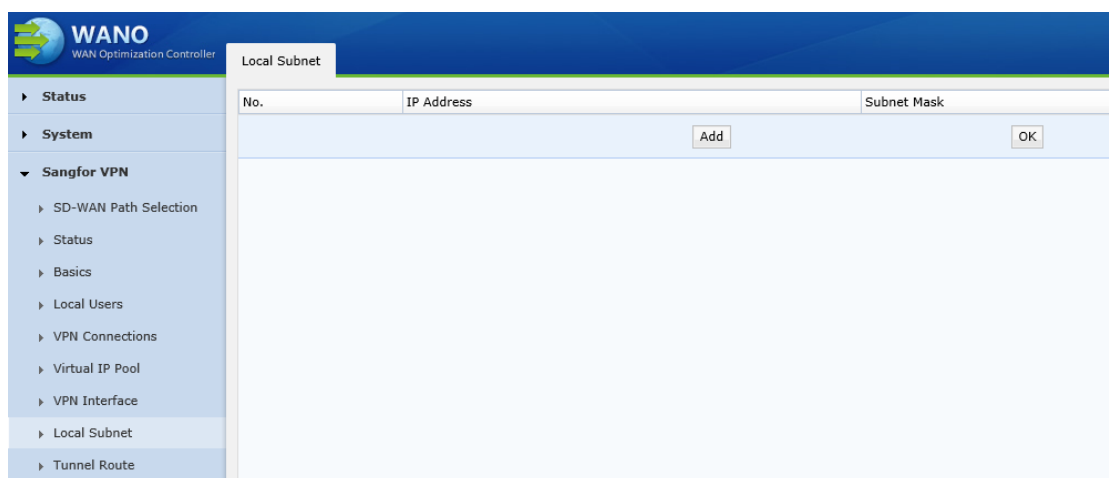 WANO
WAN Optimization Controller
Local Subnet
Status
System
Sangfor VPN
SD-WAN Path Selection
Status
Basics
Local Users
VPN Connections
Virtual IP Pool
VPN Interface
Local Subnet
Tunnel Route
No. IP Address Subnet Mask
Add OK